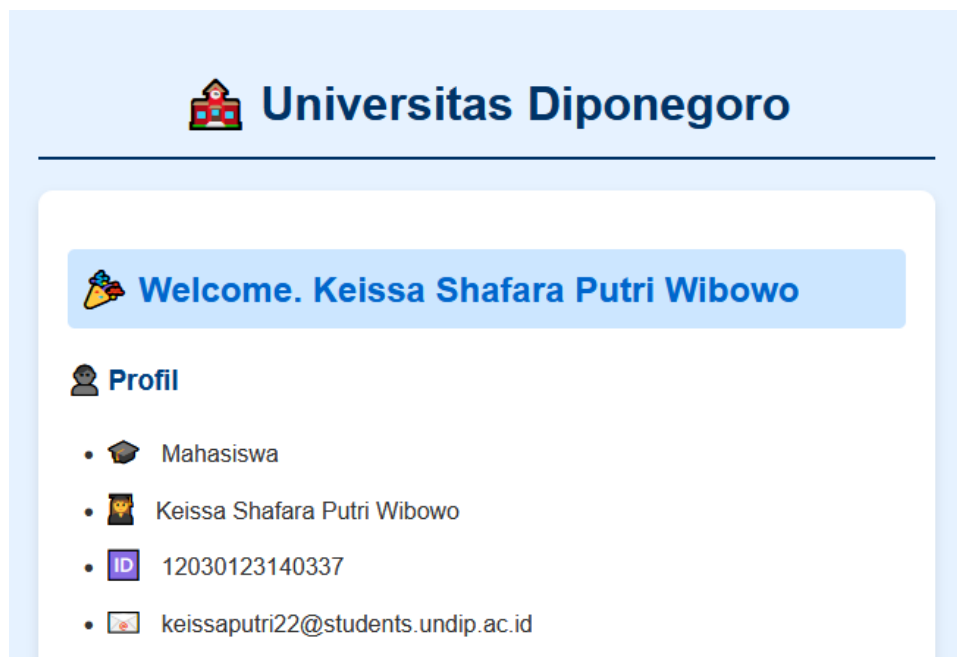 Universitas Diponegoro
Welcome. Keissa Shafara Putri Wibowo
Profil
Mahasiswa
Keissa Shafara Putri Wibowo
ID 12030123140337
keissaputri22@students.undip.ac.id